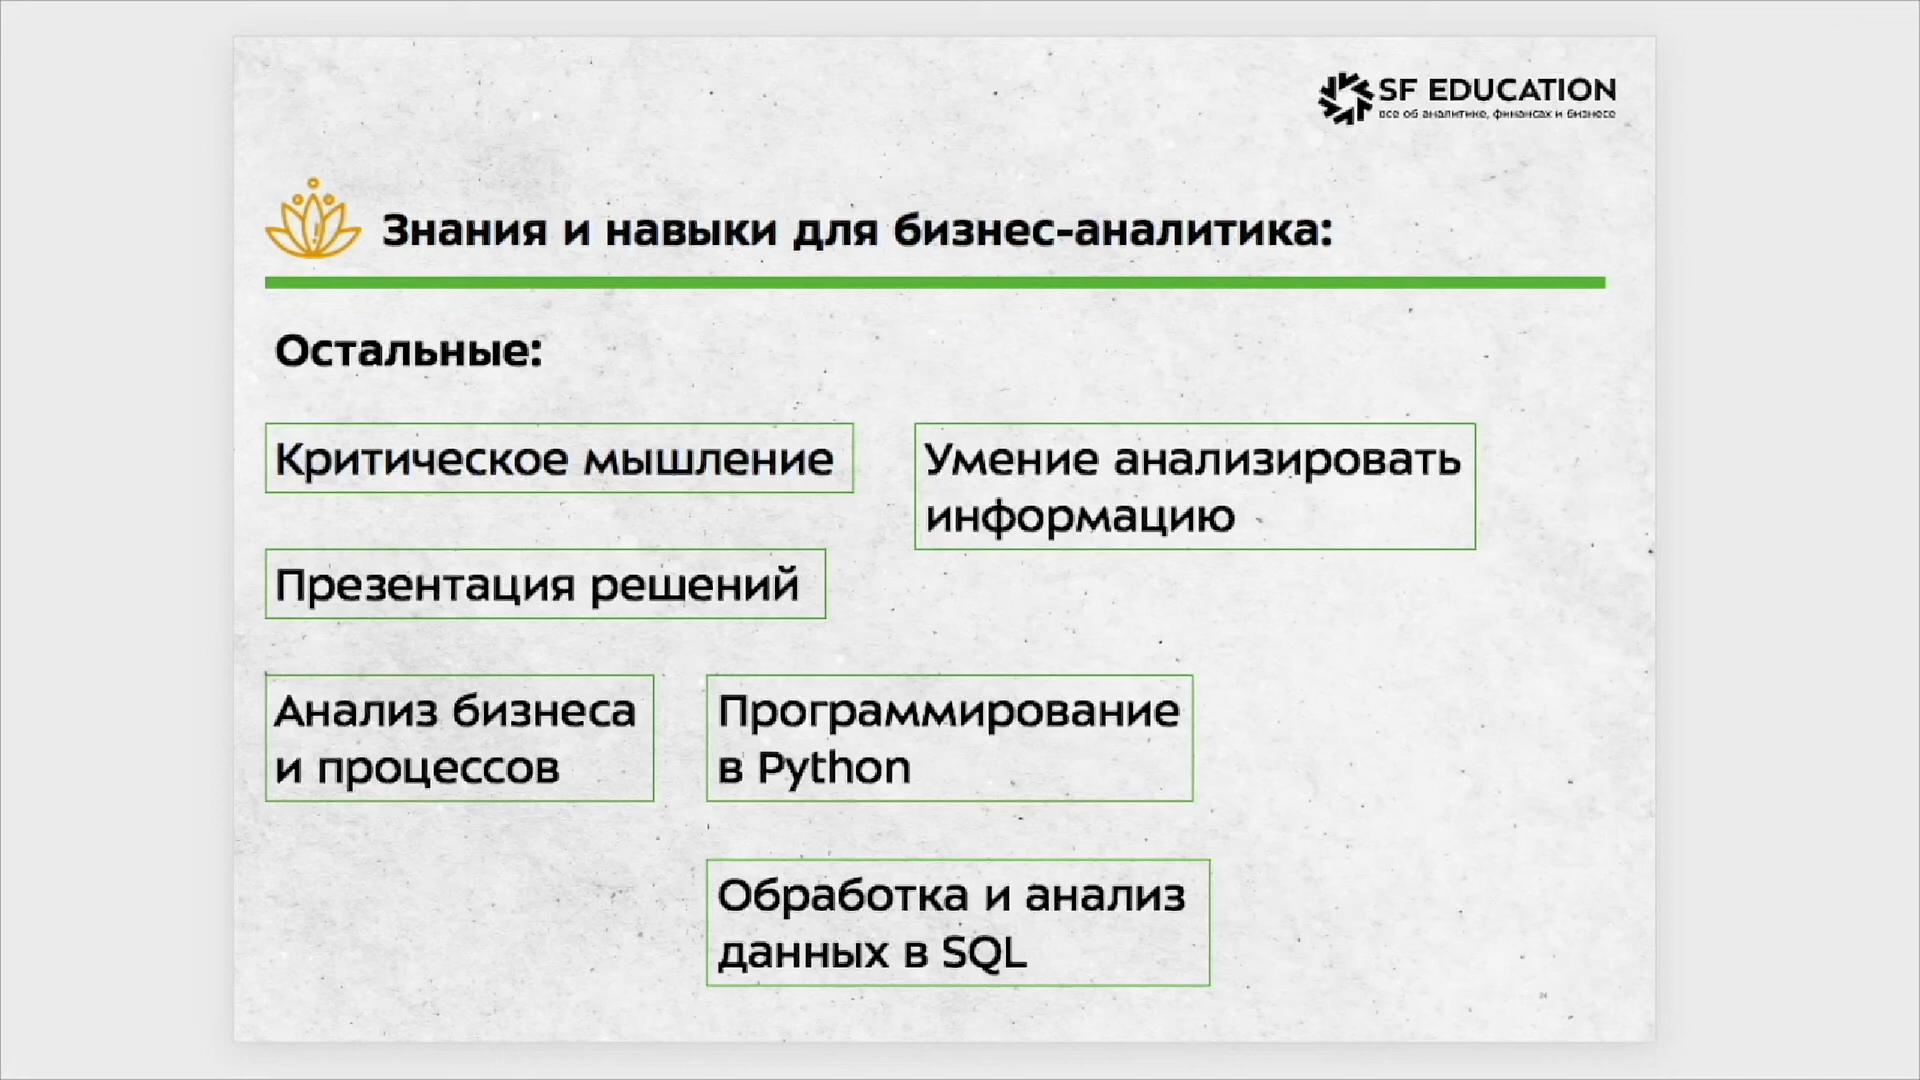 SF EDUCATION
все об аналитике, финансах и бизнесе
Знания и навыки для бизнес-аналитика:
Остальные:
Критическое мышление
Умение анализировать
информацию
Презентация решений
Анализ бизнеса
и процессов
Программирование
в Python
Обработка и анализ
данных в SQL